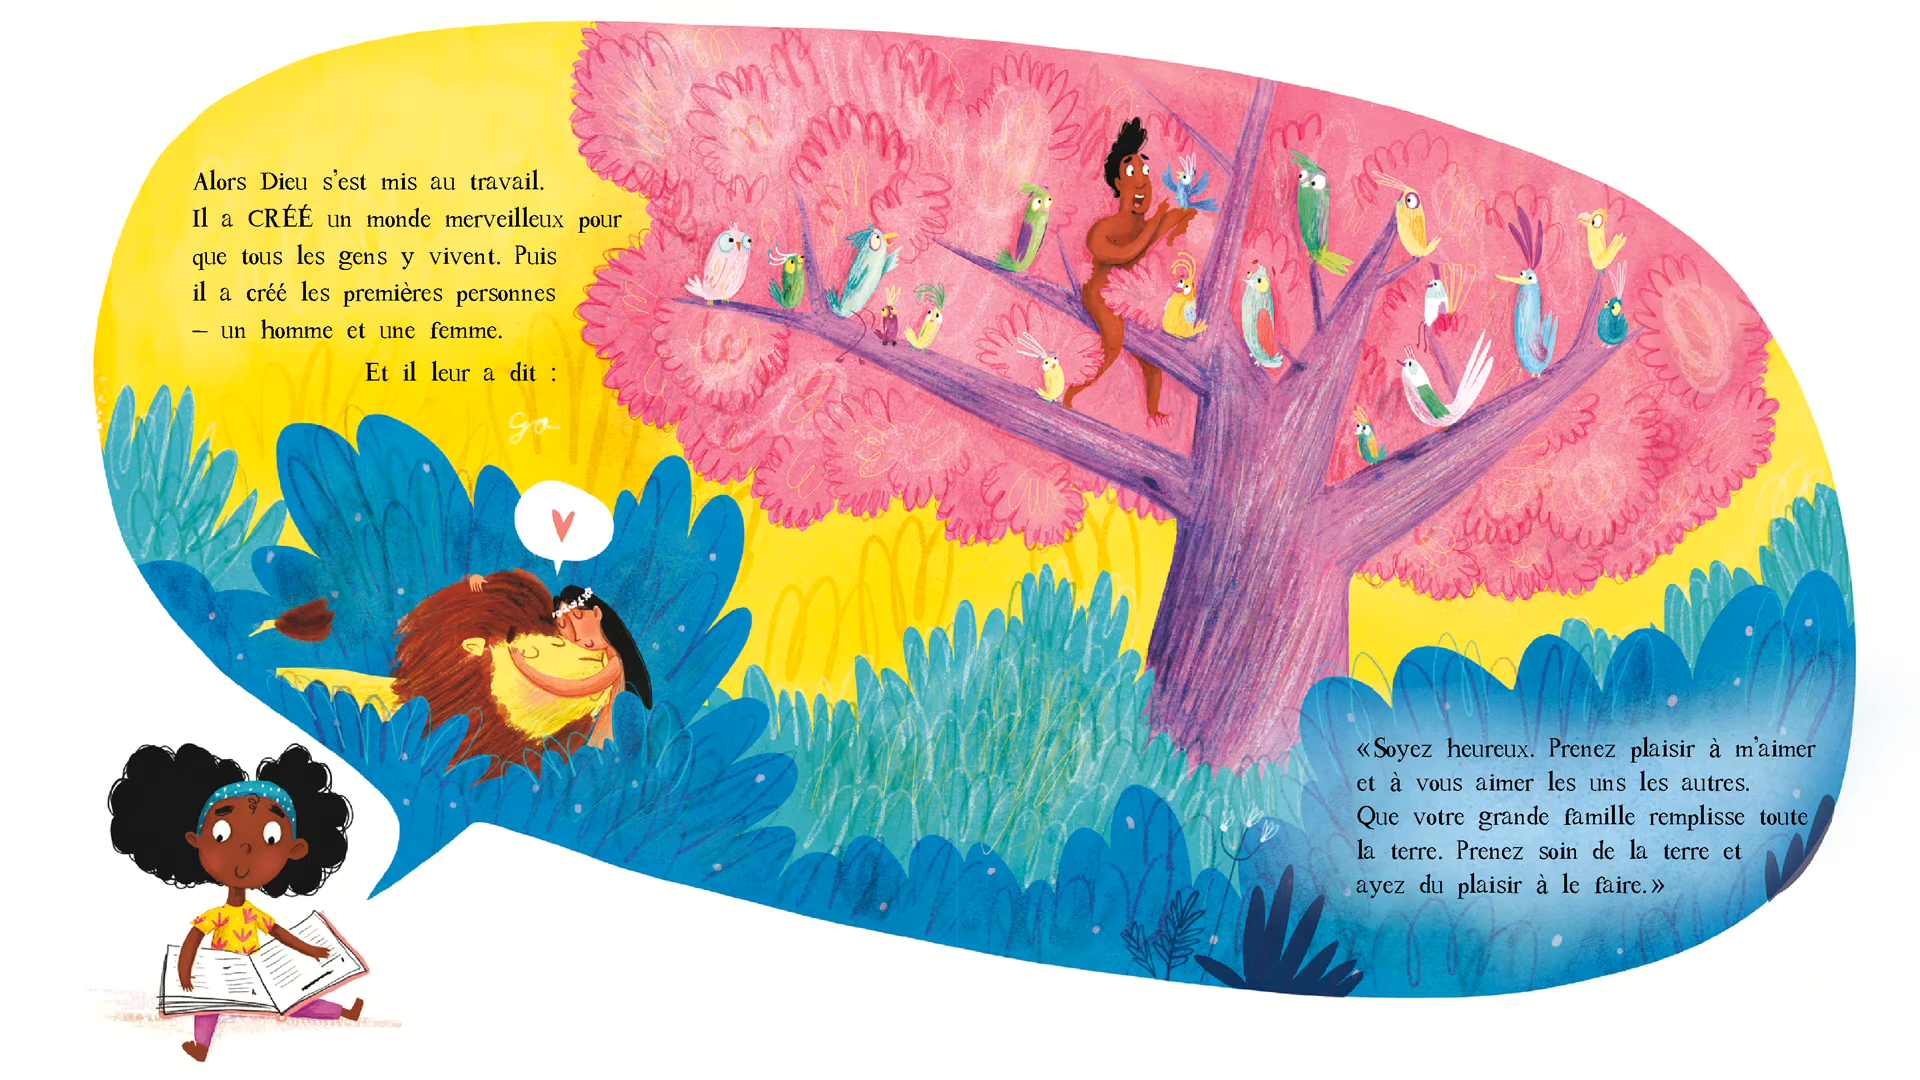 Alors Dieu s'est mis au travail.
Il a CRÉÉ un monde merveilleux pour
que tous les gens y vivent. Puis
il a créé les premières personnes
– un homme et une femme.
Et il leur a dit :
«Soyez heureux. Prenez plaisir à m'aimer
et à vous aimer les uns les autres.
Que votre grande famille remplisse toute
la terre. Prenez soin de la terre et
ayez du plaisir à le faire.»